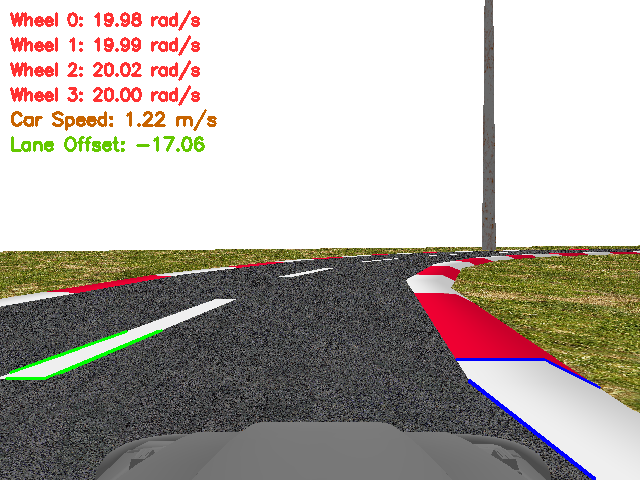 Wheel 0: 19.98 rad/s
Wheel 1: 19.99 rad/s
Wheel 2: 20.02 rad/s
Wheel 3: 20.00 rad/s
Car Speed: 1.22 m/s
Lane Offset: -17.06